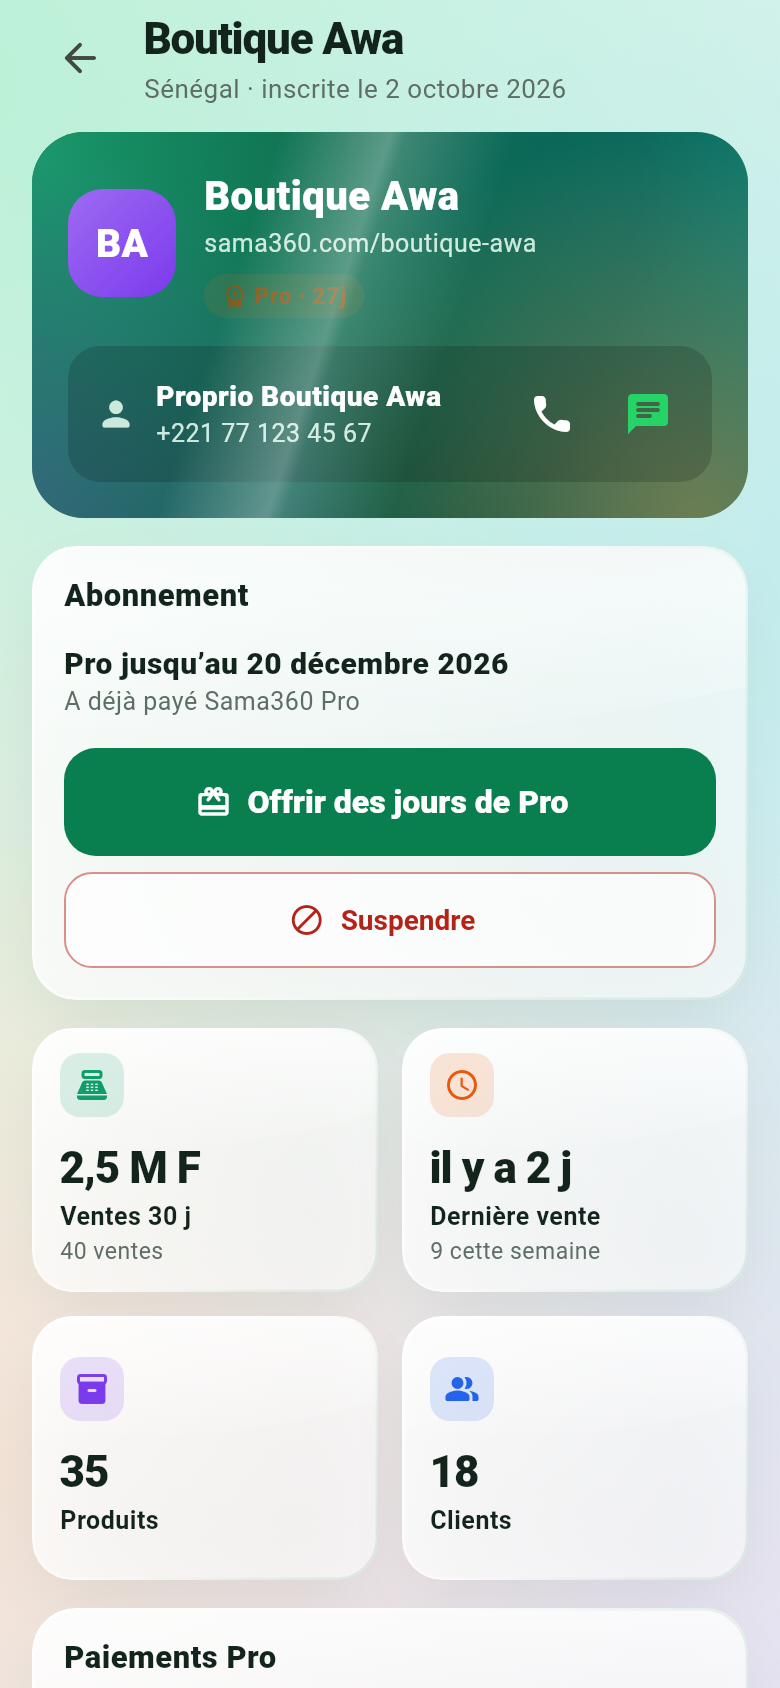 Boutique Awa
Sénégal · inscrite le 2 octobre 2026
BA
Boutique Awa
sama360.com/boutique-awa
Pro · 27j
Proprio Boutique Awa
+221 77 123 45 67
Abonnement
Pro jusqu’au 20 décembre 2026
A déjà payé Sama360 Pro
Offrir des jours de Pro
Suspendre
2,5 M F
Ventes 30 j
40 ventes
il y a 2 j
Dernière vente
9 cette semaine
35
Produits
18
Clients
Paiements Pro